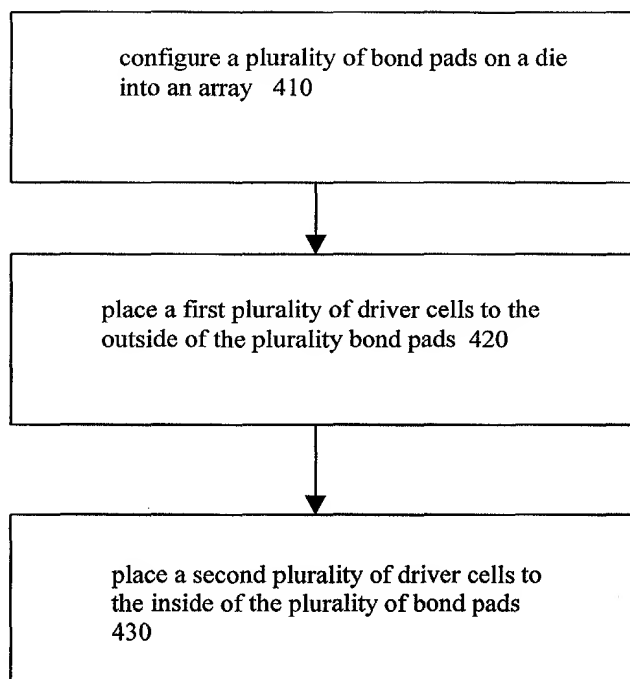 configure a plurality of bond pads on a die
into an array 410
place a first plurality of driver cells to the
outside of the plurality bond pads 420
place a second plurality of driver cells to
the inside of the plurality of bond pads
430